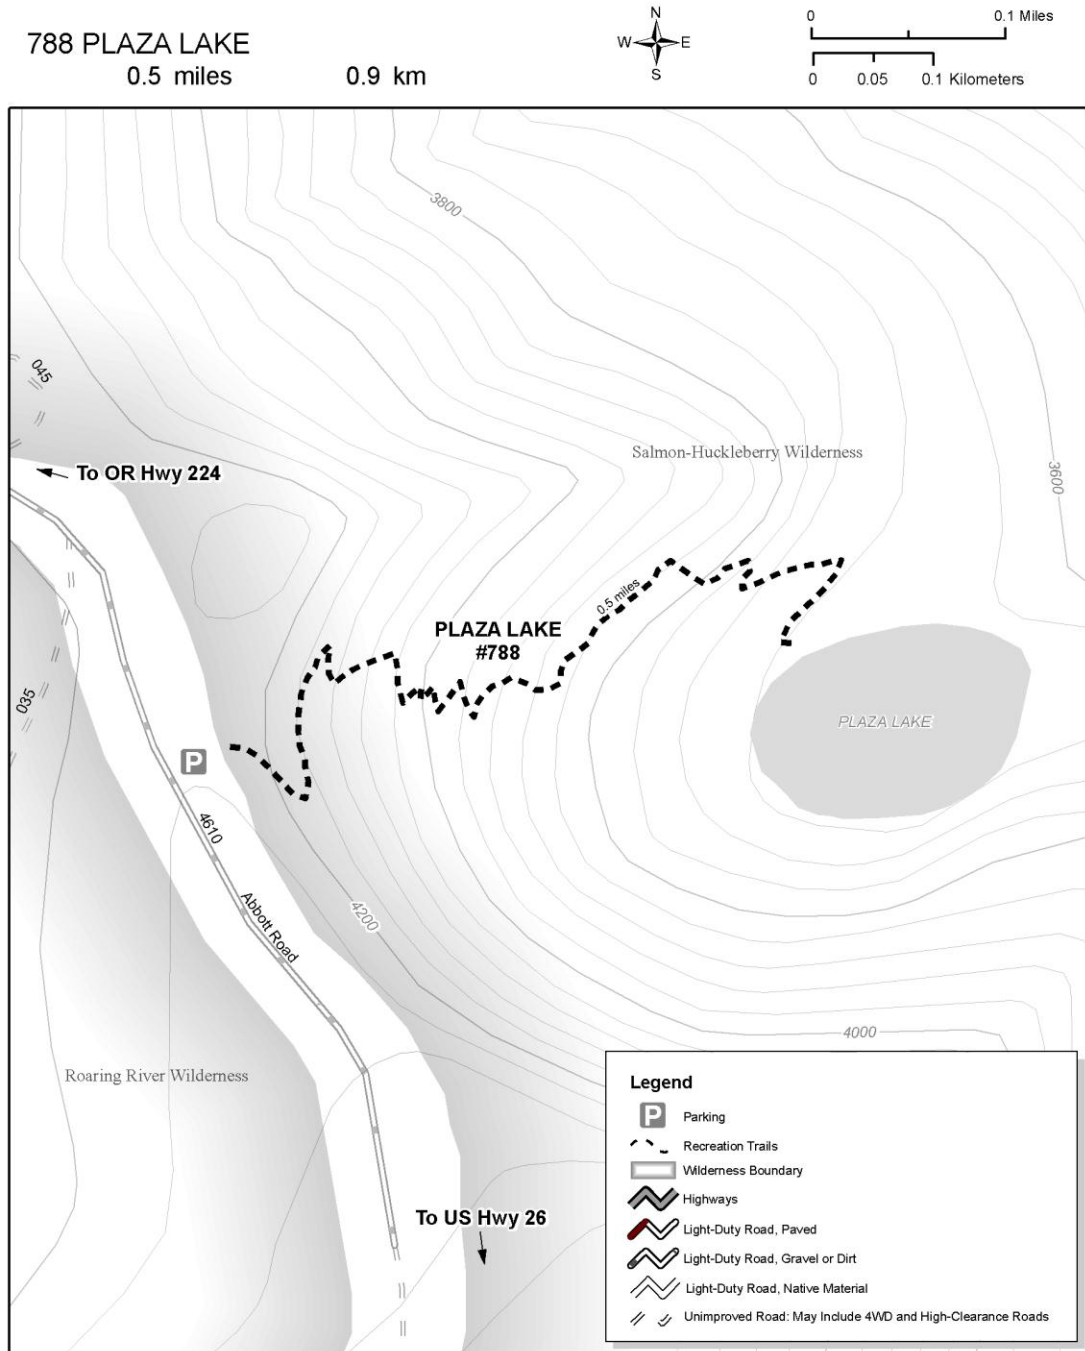 788 PLAZA LAKE
0.5 miles 0.9 km
N
W E
S
0 0.1 Miles
0 0.05 0.1 Kilometers
3800
045
To OR Hwy 224
Salmon-Huckleberry Wilderness
3600
0.5 miles
PLAZA LAKE
#788
035
PLAZA LAKE
P
4610
Abbott Road
4200
4000
Roaring River Wilderness
To US Hwy 26
Legend
P Parking
Recreation Trails
Wilderness Boundary
Highways
Light-Duty Road, Paved
Light-Duty Road, Gravel or Dirt
Light-Duty Road, Native Material
Unimproved Road: May Include 4WD and High-Clearance Roads